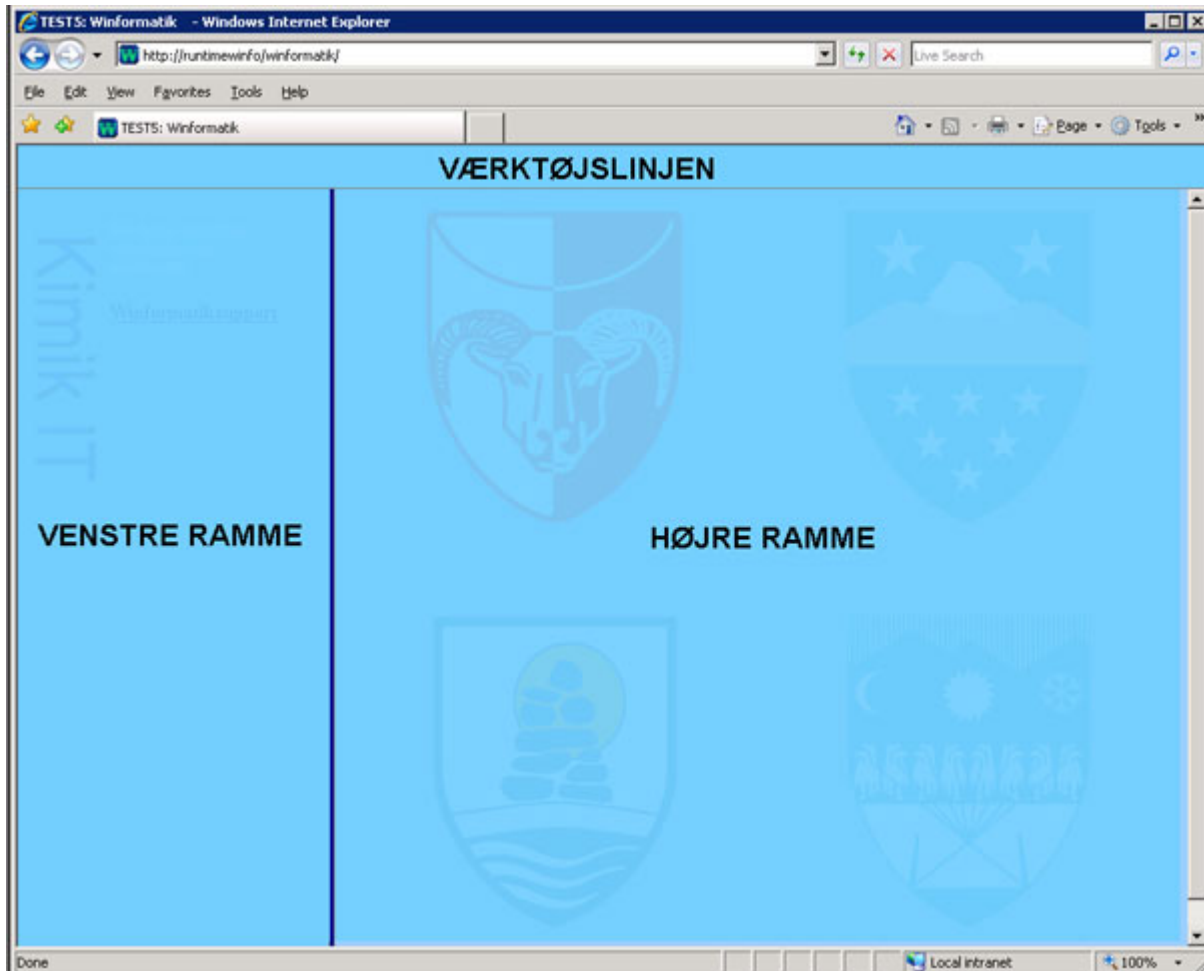 TEST5: Winformatik - Windows Internet Explorer
http://runtimewinfo/winformatik/
Live Search
File Edit View Favorites Tools Help
TEST5: Winformatik
Page Tools
VÆRKTØJSLINJEN
Kimik IT
Winformatiksupport
VENSTRE RAMME
HØJRE RAMME
Done
Local intranet
100%